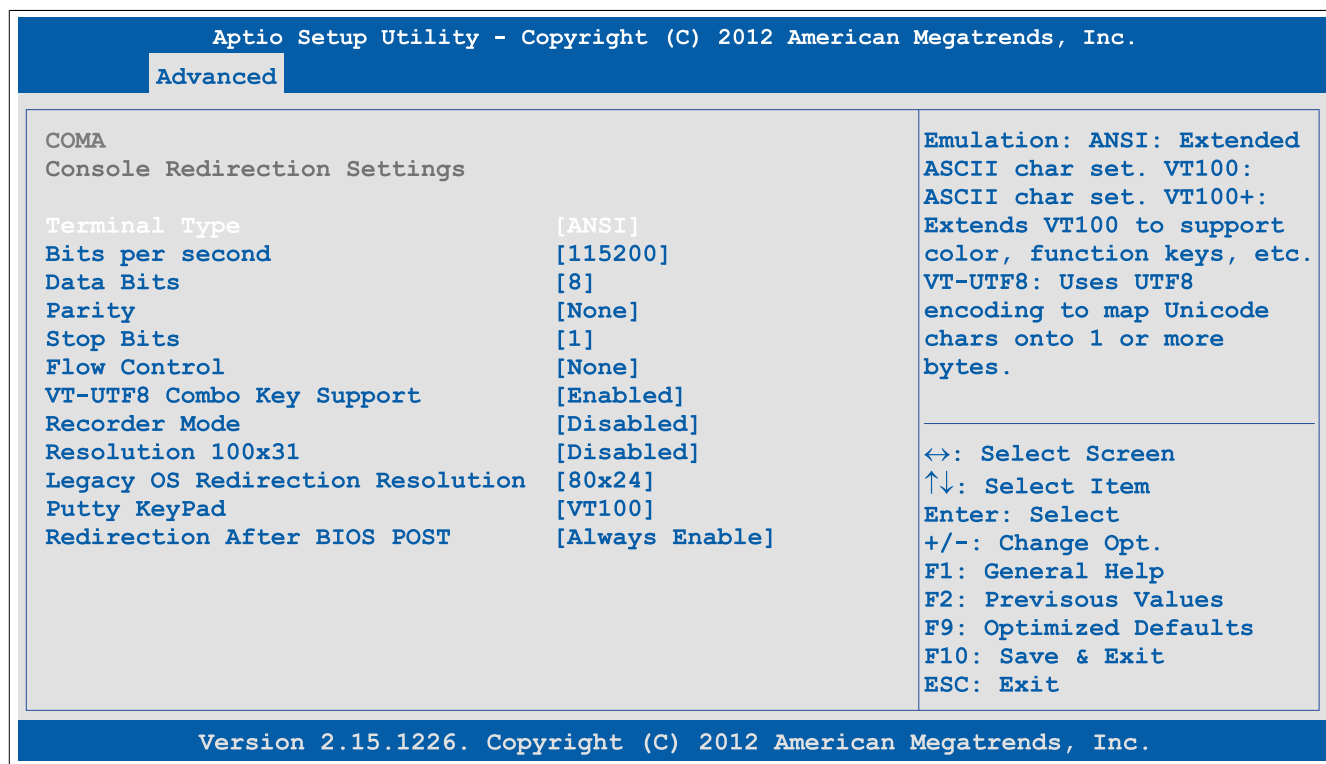 Aptio Setup Utility - Copyright (C) 2012 American Megatrends, Inc.
Advanced
COMA
Console Redirection Settings
Terminal Type [ANSI]
Bits per second [115200]
Data Bits [8]
Parity [None]
Stop Bits [1]
Flow Control [None]
VT-UTF8 Combo Key Support [Enabled]
Recorder Mode [Disabled]
Resolution 100x31 [Disabled]
Legacy OS Redirection Resolution [80x24]
Putty KeyPad [VT100]
Redirection After BIOS POST [Always Enable]
Emulation: ANSI: Extended
ASCII char set. VT100:
ASCII char set. VT100+:
Extends VT100 to support
color, function keys, etc.
VT-UTF8: Uses UTF8
encoding to map Unicode
chars onto 1 or more
bytes.
↔: Select Screen
↑↓: Select Item
Enter: Select
+/-: Change Opt.
F1: General Help
F2: Previsous Values
F9: Optimized Defaults
F10: Save & Exit
ESC: Exit
Version 2.15.1226. Copyright (C) 2012 American Megatrends, Inc.